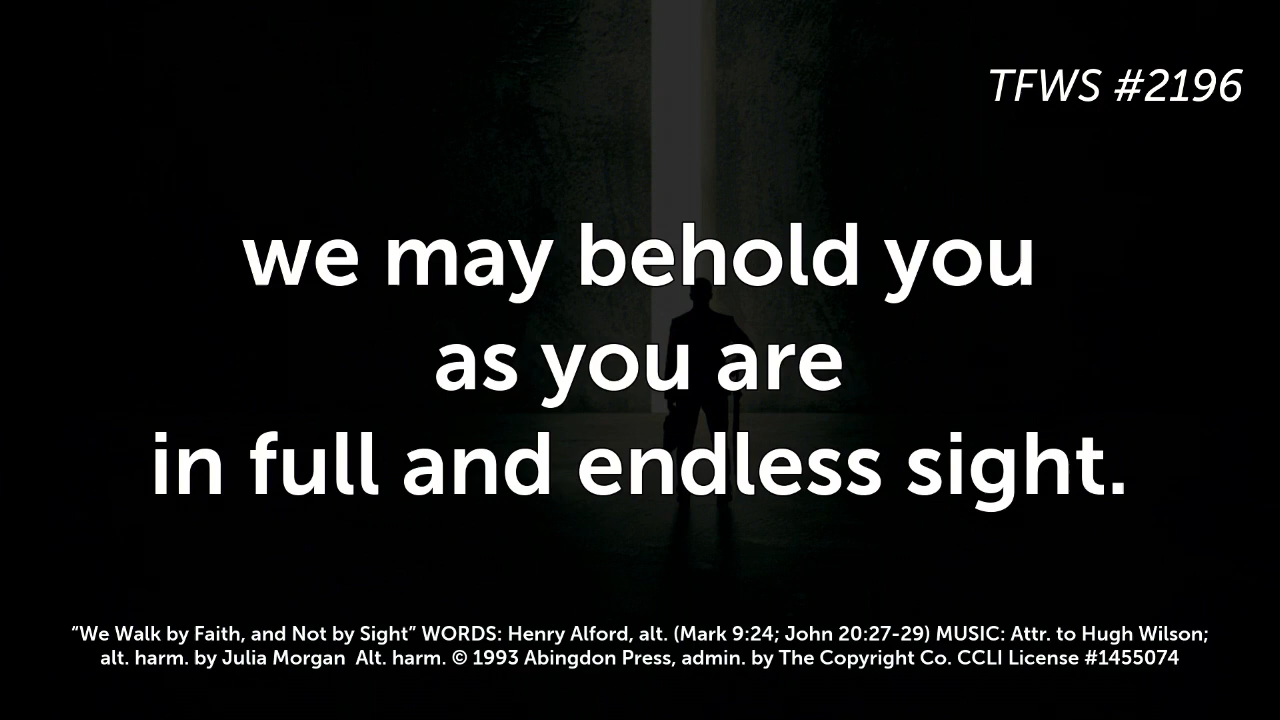 TFWS #2196
we may behold you
as you are
in full and endless sight.
“We Walk by Faith, and Not by Sight” WORDS: Henry Alford, alt. (Mark 9:24; John 20:27-29) MUSIC: Attr. to Hugh Wilson;
alt. harm. by Julia Morgan  Alt. harm. © 1993 Abingdon Press, admin. by The Copyright Co. CCLI License #1455074